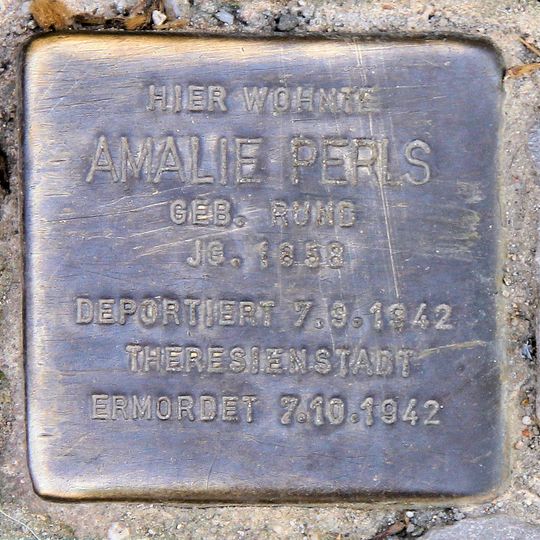 HIER WOHNTE
AMALIE PERLS
GEB. RUND
JG. 1858
DEPORTIERT 7.9.1942
THERESIENSTADT
ERMORDET 7.10.1942